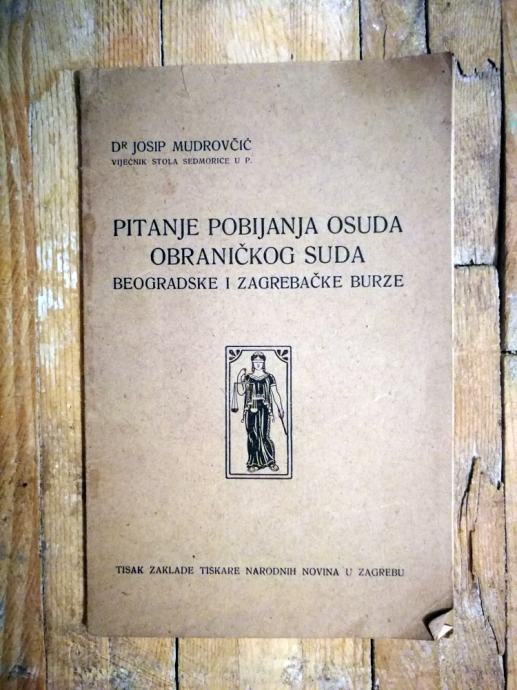 DR JOSIP MUDROVČIĆ
VIJEĆNIK STOLA SEDMORICE U P.
PITANJE POBIJANJA OSUDA
OBRANIČKOG SUDA
BEOGRADSKE I ZAGREBAČKE BURZE
TISAK ZAKLADE TISKARE NARODNIH NOVINA U ZAGREBU